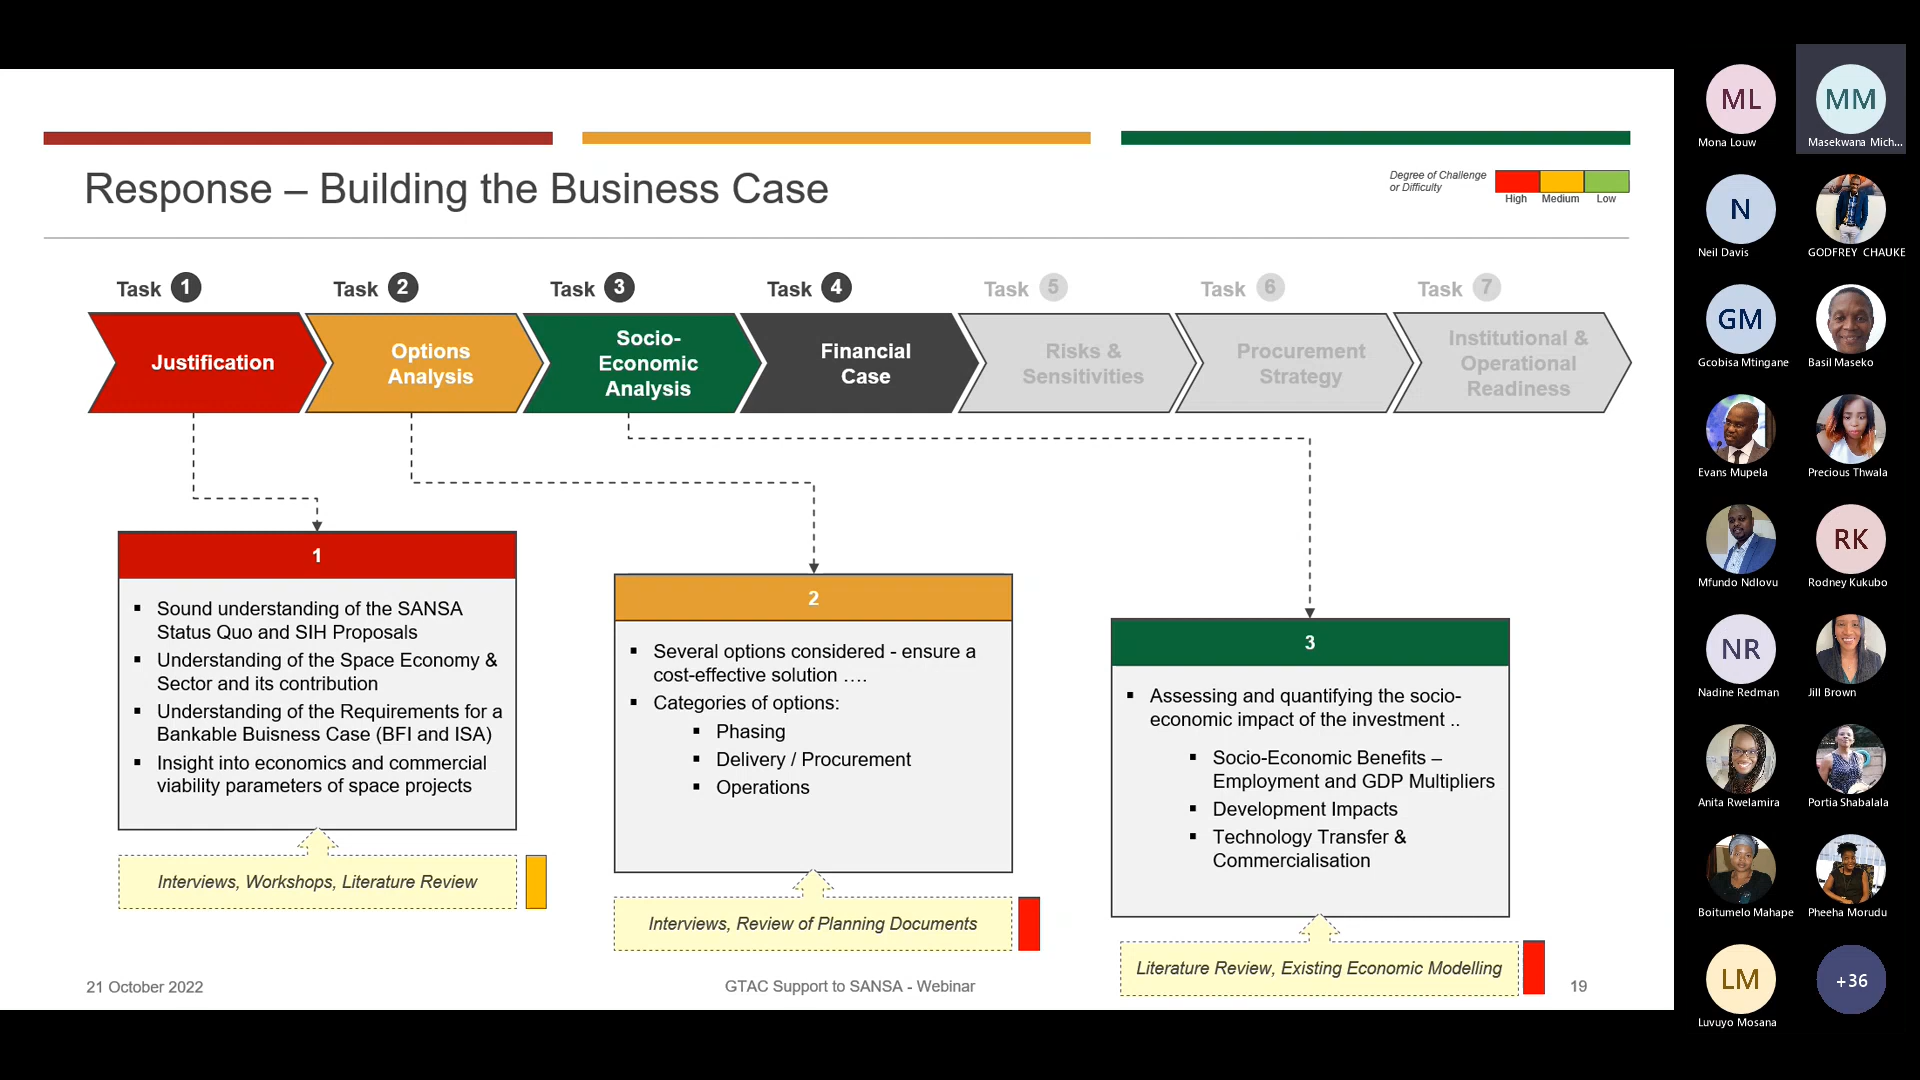 Response – Building the Business Case
Degree of Challenge
or Difficulty
High Medium Low
Task 1
Task 2
Task 3
Task 4
Task 5
Task 6
Task 7
Justification
Options
Analysis
Socio-
Economic
Analysis
Financial
Case
Risks &
Sensitivities
Procurement
Strategy
Institutional &
Operational
Readiness
1
Sound understanding of the SANSA
Status Quo and SIH Proposals
Understanding of the Space Economy &
Sector and its contribution
Understanding of the Requirements for a
Bankable Buisness Case (BFI and ISA)
Insight into economics and commercial
viability parameters of space projects
Interviews, Workshops, Literature Review
2
Several options considered - ensure a
cost-effective solution ….
Categories of options:
Phasing
Delivery / Procurement
Operations
Interviews, Review of Planning Documents
3
Assessing and quantifying the socio-
economic impact of the investment ..
Socio-Economic Benefits –
Employment and GDP Multipliers
Development Impacts
Technology Transfer &
Commercialisation
Literature Review, Existing Economic Modelling
21 October 2022
GTAC Support to SANSA - Webinar
19
ML
Mona Louw
MM
Masekwana Mich...
N
Neil Davis
GODFREY CHAUKE
GM
Gcobisa Mtingane
Basil Maseko
Evans Mupela
Precious Thwala
Mfundo Ndlovu
RK
Rodney Kukubo
NR
Nadine Redman
Jill Brown
Anita Rwelamira
Portia Shabalala
Boitumelo Mahape
Pheeha Morudu
LM
Luvuyo Mosana
+36